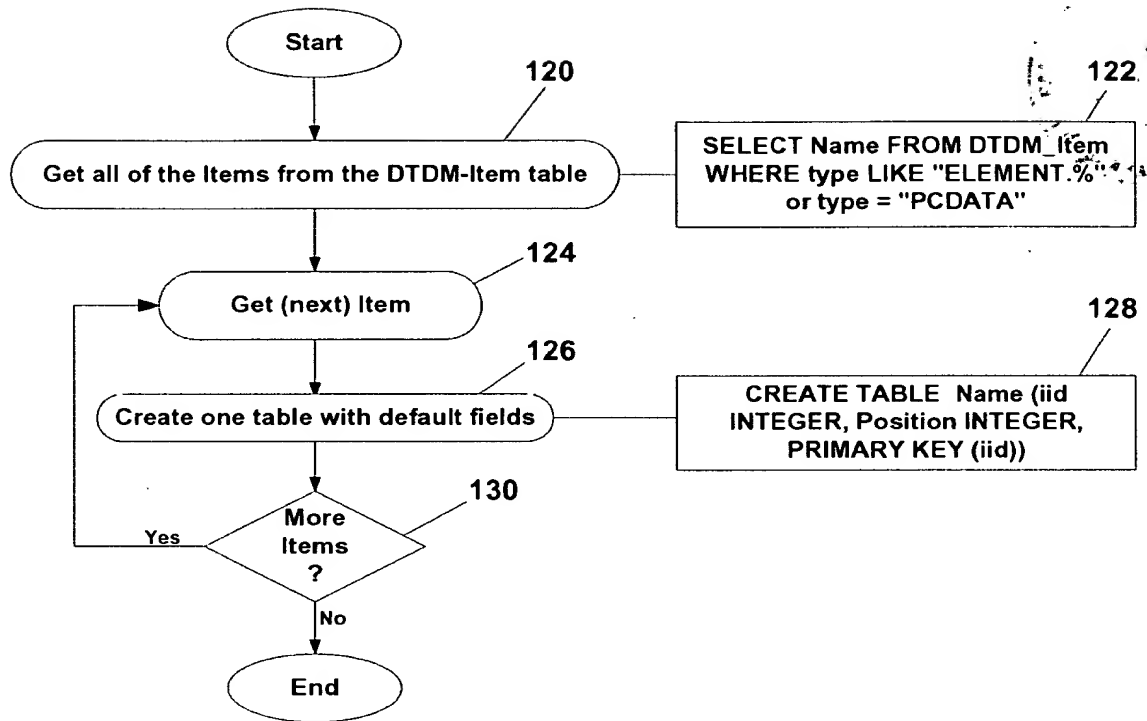 Start
120
122
Get all of the Items from the DTDM-Item table
SELECT Name FROM DTDM_Item
WHERE type LIKE "ELEMENT.%"
or type = "PCDATA"
124
Get (next) Item
126
128
Create one table with default fields
CREATE TABLE Name (iid
INTEGER, Position INTEGER,
PRIMARY KEY (iid))
130
More
Items
?
Yes
No
End